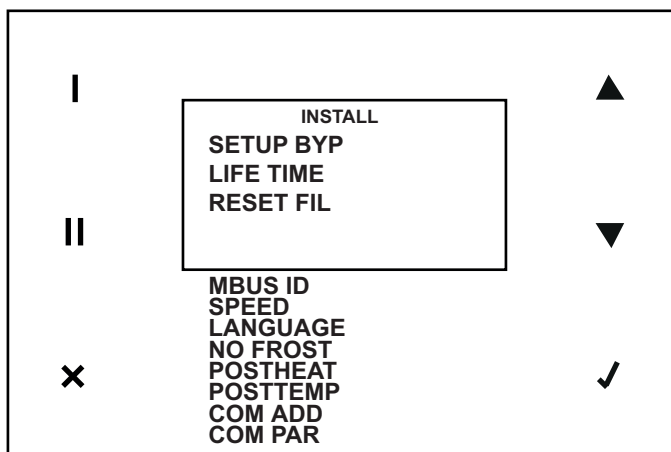 I
INSTALL
SETUP BYP
LIFE TIME
RESET FIL
II
MBUS ID
SPEED
LANGUAGE
NO FROST
POSTHEAT
POSTTEMP
COM ADD
COM PAR